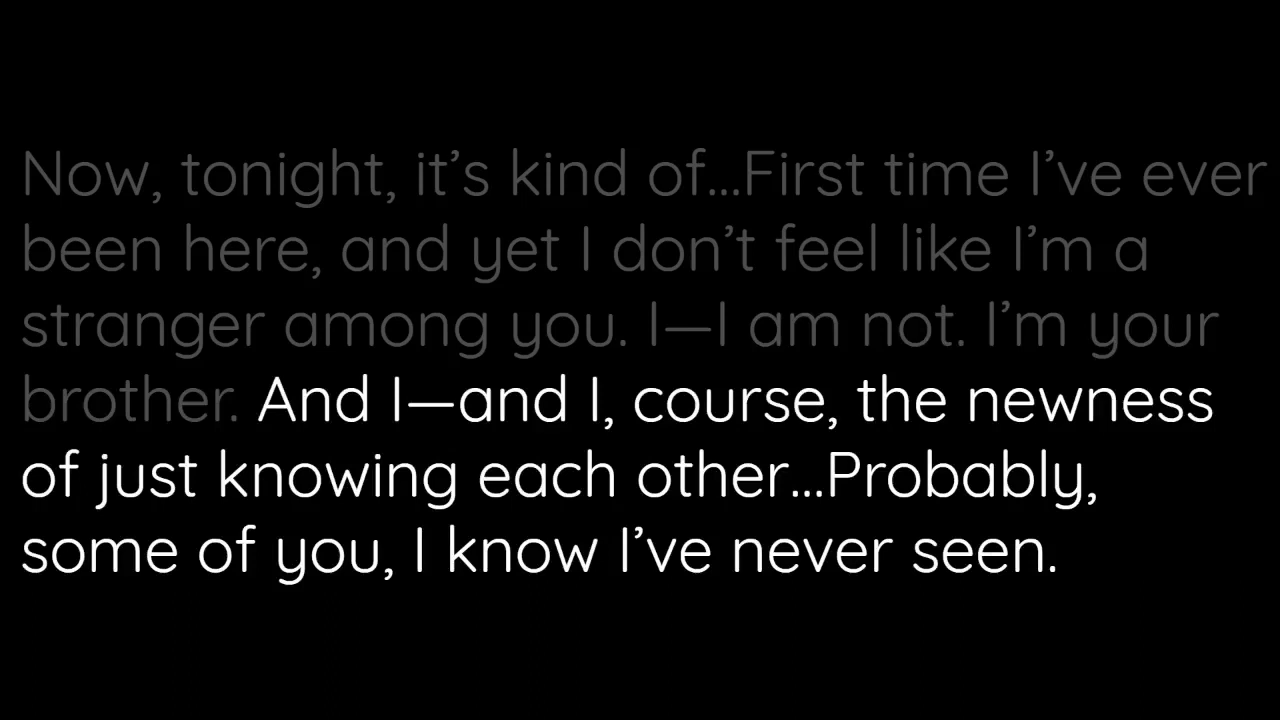 Now, tonight, it’s kind of...First time I’ve ever
been here, and yet I don’t feel like I’m a
stranger among you. I—I am not. I’m your
brother. And I—and I, course, the newness
of just knowing each other...Probably,
some of you, I know I’ve never seen.